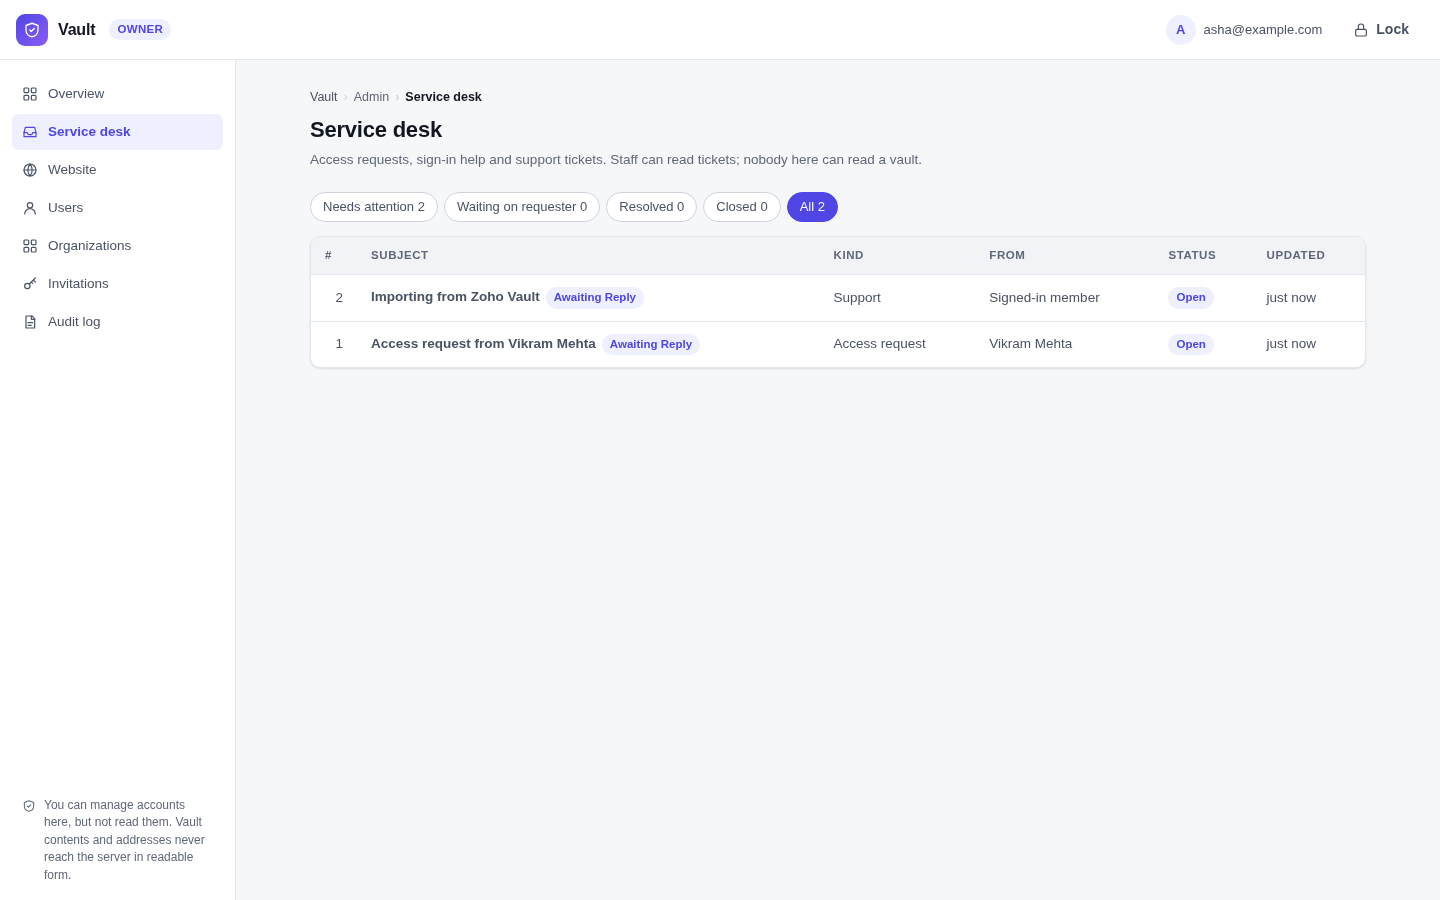 Vault OWNER
A asha@example.com Lock
Overview
Service desk
Website
Users
Organizations
Invitations
Audit log
You can manage accounts
here, but not read them. Vault
contents and addresses never
reach the server in readable
form.
Vault › Admin › Service desk
Service desk
Access requests, sign-in help and support tickets. Staff can read tickets; nobody here can read a vault.
Needs attention 2 Waiting on requester 0 Resolved 0 Closed 0 All 2
# SUBJECT KIND FROM STATUS UPDATED
2 Importing from Zoho Vault Awaiting Reply Support Signed-in member Open just now
1 Access request from Vikram Mehta Awaiting Reply Access request Vikram Mehta Open just now